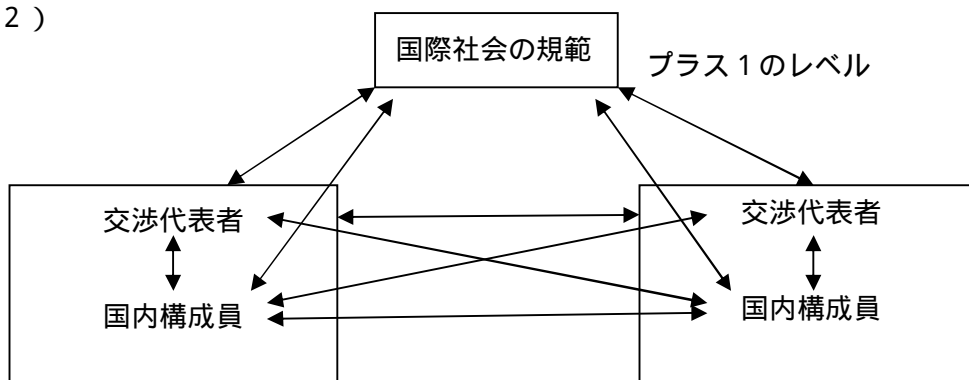 2）
国際社会の規範
プラス1のレベル
交渉代表者
交渉代表者
国内構成員
国内構成員